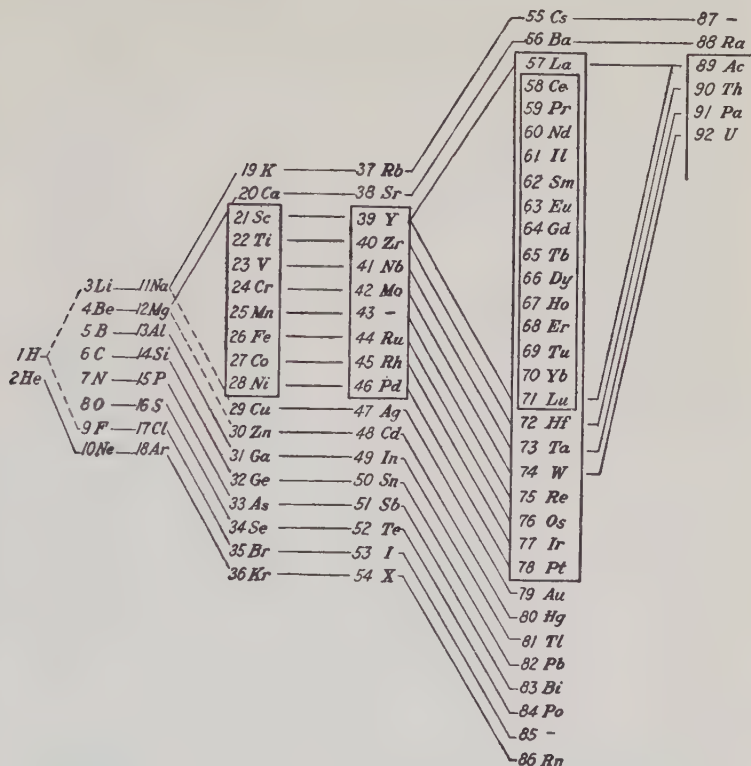 1 H
2 He
3 Li
4 Be
5 B
6 C
7 N
8 O
9 F
10 Ne
11 Na
12 Mg
13 Al
14 Si
15 P
16 S
17 Cl
18 Ar
19 K
20 Ca
21 Sc
22 Ti
23 V
24 Cr
25 Mn
26 Fe
27 Co
28 Ni
29 Cu
30 Zn
31 Ga
32 Ge
33 As
34 Se
35 Br
36 Kr
37 Rb
38 Sr
39 Y
40 Zr
41 Nb
42 Mo
43 -
44 Ru
45 Rh
46 Pd
47 Ag
48 Cd
49 In
50 Sn
51 Sb
52 Te
53 I
54 X
55 Cs
56 Ba
57 La
58 Ce
59 Pr
60 Nd
61 Il
62 Sm
63 Eu
64 Gd
65 Tb
66 Dy
67 Ho
68 Er
69 Tu
70 Yb
71 Lu
72 Hf
73 Ta
74 W
75 Re
76 Os
77 Ir
78 Pt
79 Au
80 Hg
81 Tl
82 Pb
83 Bi
84 Po
85 -
86 Rn
87 -
88 Ra
89 Ac
90 Th
91 Pa
92 U